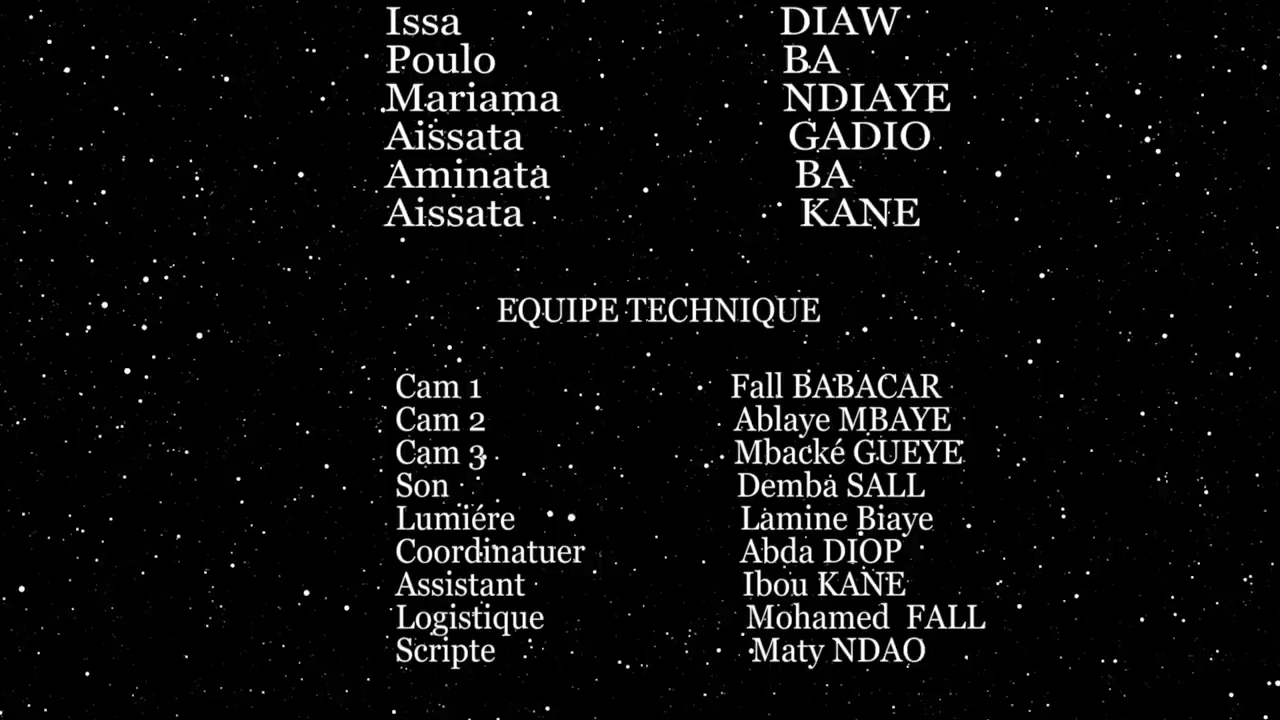 Issa DIAW
Poulo BA
Mariama NDIAYE
Aissata GADIO
Aminata BA
Aissata KANE
EQUIPE TECHNIQUE
Cam 1 Fall BABACAR
Cam 2 Ablaye MBAYE
Cam 3 Mbacké GUEYE
Son Demba SALL
Lumiére Lamine Biaye
Coordinatuer Abda DIOP
Assistant Ibou KANE
Logistique Mohamed FALL
Scripte Maty NDAO